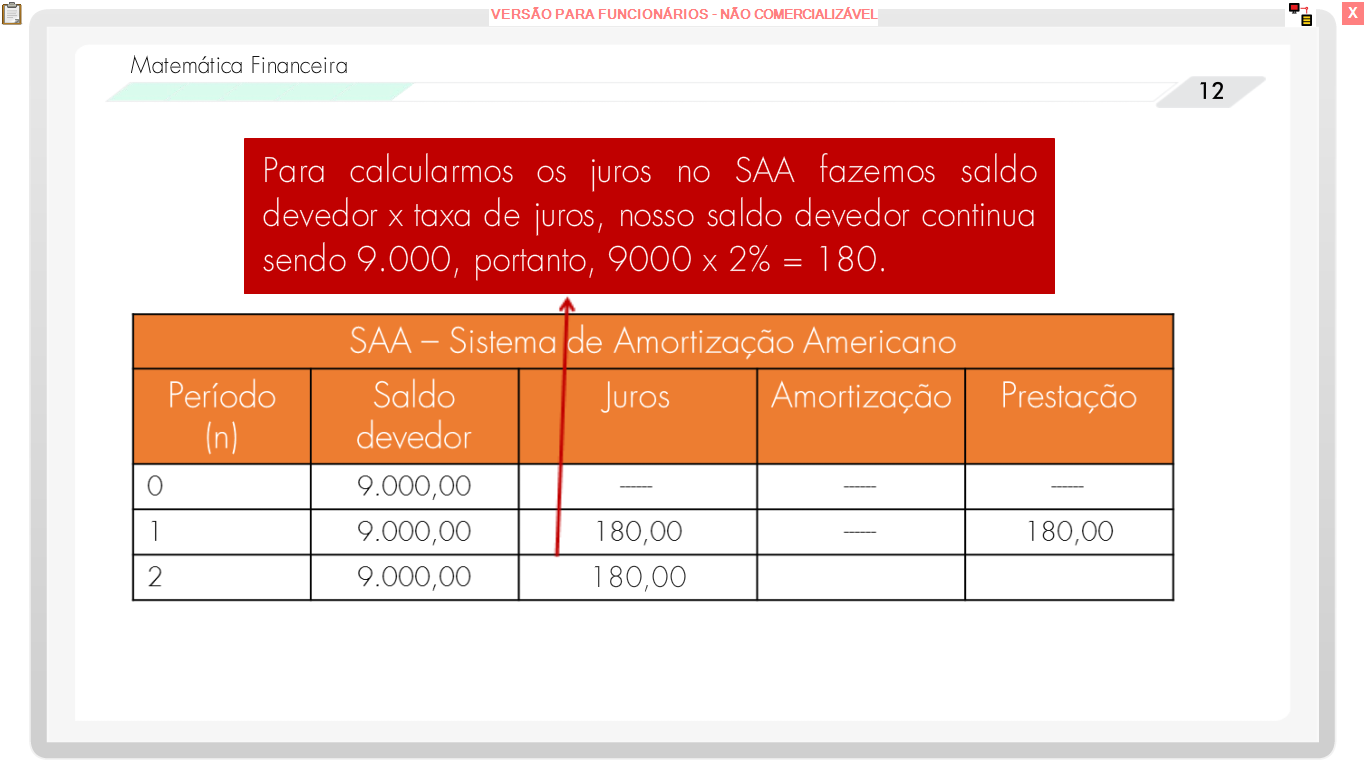 VERSÃO PARA FUNCIONÁRIOS - NÃO COMERCIALIZÁVEL
X
Matemática Financeira
12
Para calcularmos os juros no SAA fazemos saldo
devedor x taxa de juros, nosso saldo devedor continua
sendo 9.000, portanto, 9000 x 2% = 180.
SAA – Sistema de Amortização Americano
Período (n) Saldo devedor Juros Amortização Prestação
0 9.000,00 ------ ------ ------
1 9.000,00 180,00 ------ 180,00
2 9.000,00 180,00